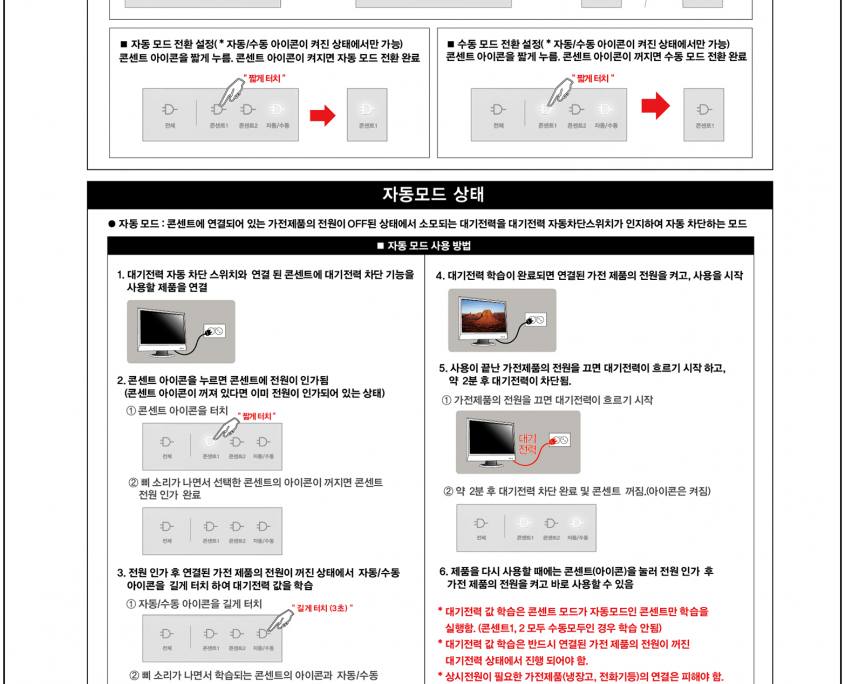 ■ 자동 모드 전환 설정( * 자동/수동 아이콘이 켜진 상태에서만 가능)
콘센트 아이콘을 짧게 누름. 콘센트 아이콘이 켜지면 자동 모드 전환 완료
" 짧게 터치 "
전체 콘센트1 콘센트2 자동/수동
콘센트1
■ 수동 모드 전환 설정( * 자동/수동 아이콘이 켜진 상태에서만 가능)
콘센트 아이콘을 짧게 누름. 콘센트 아이콘이 꺼지면 수동 모드 전환 완료
" 짧게 터치 "
전체 콘센트1 콘센트2 자동/수동
콘센트1
자동모드 상태
● 자동 모드 : 콘센트에 연결되어 있는 가전제품의 전원이 OFF된 상태에서 소모되는 대기전력을 대기전력 자동차단스위치가 인지하여 자동 차단하는 모드
■ 자동 모드 사용 방법
1. 대기전력 자동 차단 스위치와 연결 된 콘센트에 대기전력 차단 기능을
사용할 제품을 연결
2. 콘센트 아이콘을 누르면 콘센트에 전원이 인가됨
(콘센트 아이콘이 꺼져 있다면 이미 전원이 인가되어 있는 상태)
① 콘센트 아이콘을 터치
" 짧게 터치 "
전체 콘센트1 콘센트2 자동/수동
② 삐 소리가 나면서 선택한 콘센트의 아이콘이 꺼지면 콘센트
전원 인가 완료
전체 콘센트1 콘센트2 자동/수동
3. 전원 인가 후 연결된 가전 제품의 전원이 꺼진 상태에서 자동/수동
아이콘을 길게 터치 하여 대기전력 값을 학습
① 자동/수동 아이콘을 길게 터치
" 길게 터치 (3초) "
전체 콘센트1 콘센트2 자동/수동
② 삐 소리가 나면서 학습되는 콘센트의 아이콘과 자동/수동
4. 대기전력 학습이 완료되면 연결된 가전 제품의 전원을 켜고, 사용을 시작
5. 사용이 끝난 가전제품의 전원을 끄면 대기전력이 흐르기 시작 하고,
약 2분 후 대기전력이 차단됨.
① 가전제품의 전원을 끄면 대기전력이 흐르기 시작
대기
전력
② 약 2분 후 대기전력 차단 완료 및 콘센트 꺼짐.(아이콘은 켜짐)
전체 콘센트1 콘센트2 자동/수동
6. 제품을 다시 사용할 때에는 콘센트(아이콘)을 눌러 전원 인가 후
가전 제품의 전원을 켜고 바로 사용할 수 있음
* 대기전력 값 학습은 콘센트 모드가 자동모드인 콘센트만 학습을
실행함. (콘센트1, 2 모두 수동모두인 경우 학습 안됨)
* 대기전력 값 학습은 반드시 연결된 가전 제품의 전원이 꺼진
대기전력 상태에서 진행 되어야 함.
* 상시전원이 필요한 가전제품(냉장고, 전화기등)의 연결은 피해야 함.